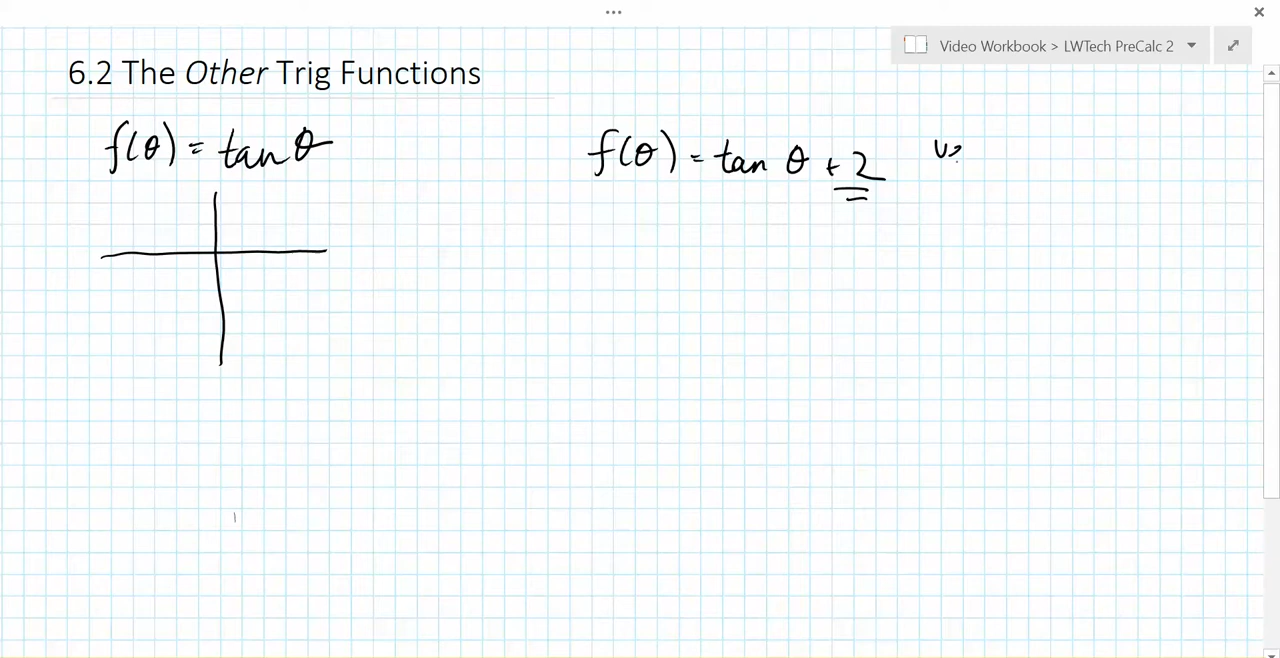 Video Workbook > LWTech PreCalc 2
6.2 The Other Trig Functions
f(θ) = tan θ
f(θ) = tan θ + 2